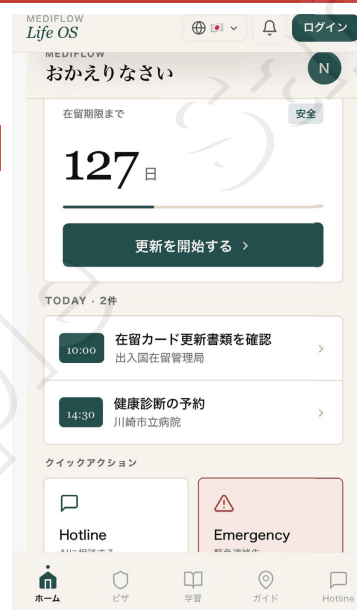 MEDIFLOW
Life OS
ログイン
MEDIFLOW
おかえりなさい
N
在留期限まで
安全
127日
更新を開始する
TODAY · 2件
10:00
在留カード更新書類を確認
出入国在留管理局
14:30
健康診断の予約
川崎市立病院
クイックアクション
Hotline
Emergency
ホーム
ビザ
学習
ガイド
Hotline